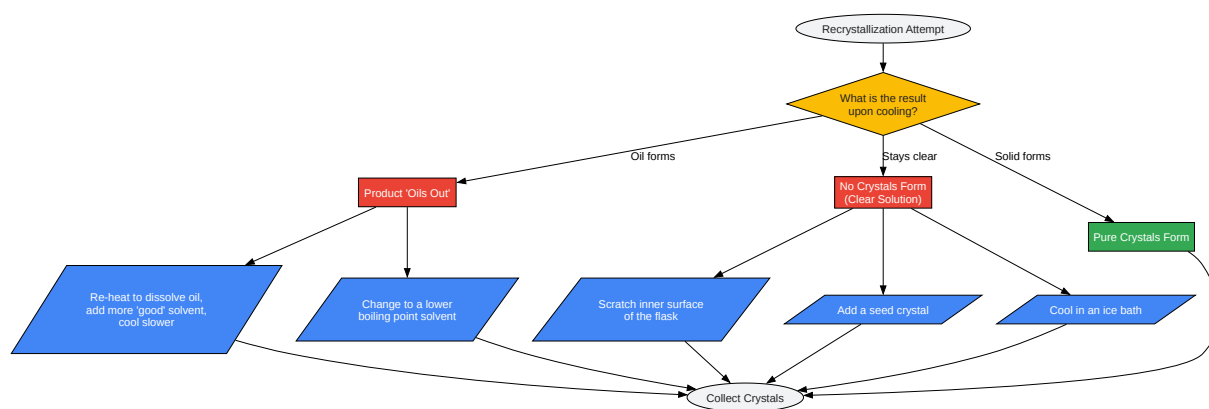 Recrystallization Attempt
What is the result
upon cooling?
Oil forms
Stays clear
Solid forms
Product 'Oils Out'
No Crystals Form
(Clear Solution)
Pure Crystals Form
Re-heat to dissolve oil,
add more 'good' solvent,
cool slower
Change to a lower
boiling point solvent
Scratch inner surface
of the flask
Add a seed crystal
Cool in an ice bath
Collect Crystals